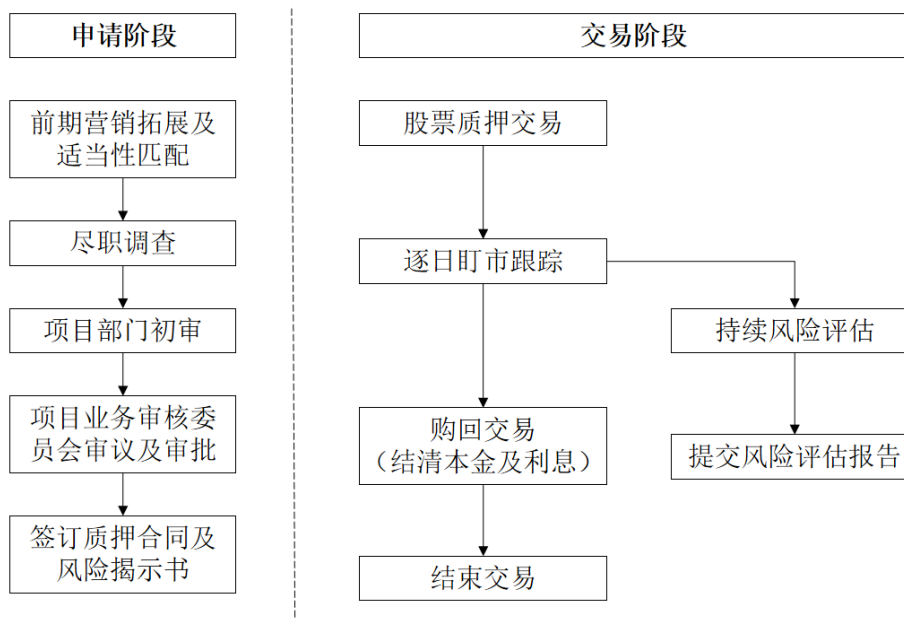 申请阶段
前期营销拓展及
适当性匹配
尽职调查
项目部门初审
项目业务审核委
员会审议及审批
签订质押合同及
风险揭示书
交易阶段
股票质押交易
逐日盯市跟踪
持续风险评估
购回交易
（结清本金及利息）
提交风险评估报告
结束交易